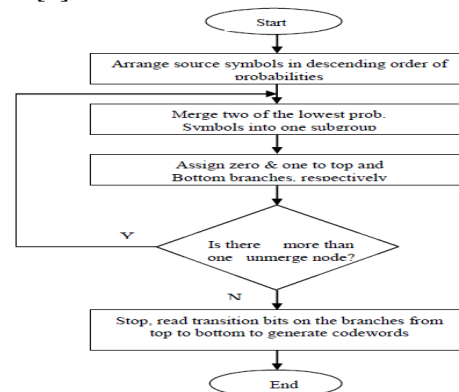 Start
Arrange source symbols in descending order of
probabilities
Merge two of the lowest prob.
Symbols into one subgroup
Assign zero & one to top and
Bottom branches, respectively
Y
Is there more than
one unmerge node?
N
Stop, read transition bits on the branches from
top to bottom to generate codewords
End